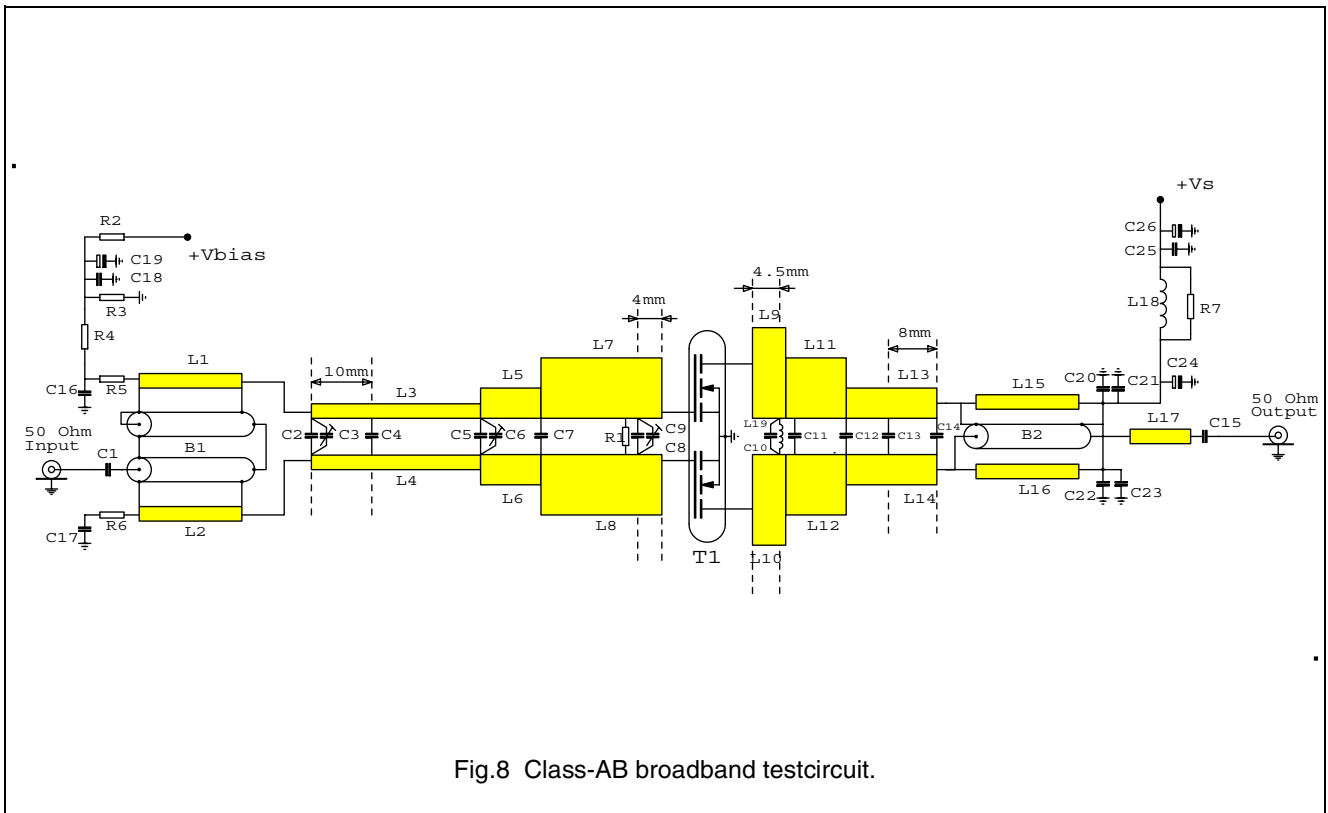 +Vs
R2
C26
+Vbias
C19
C25
C18
4.5mm
R3
4mm
L18
R7
L9
R4
8mm
L1
L7
L11
C24
10mm
L5
L13
L15
C20
C21
C16
R5
L3
50 Ohm
Output
L19
C9
L17
C15
50 Ohm
Input
B1
C2
C3
C4
C5
C6
C7
R1
C8
C10
C11
C12
C13
C14
B2
C1
L4
L16
C22
C23
L6
L14
R6
L2
L8
L12
C17
T1
L10
Fig.8 Class-AB broadband testcircuit.